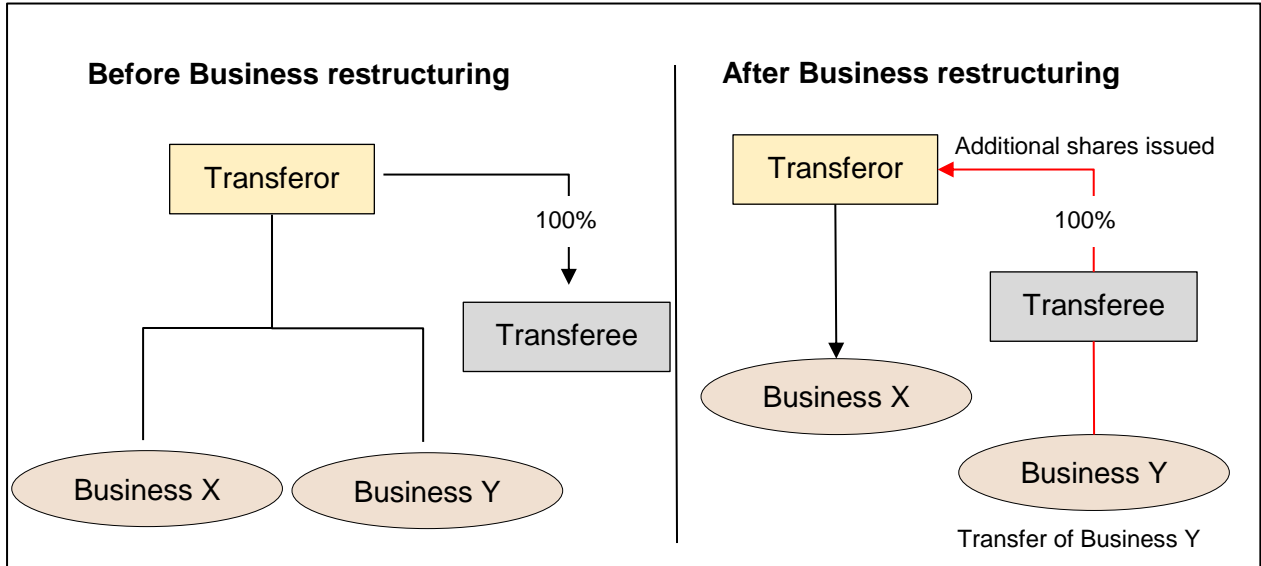 Before Business restructuring
Transferor
100%
Transferee
Business X
Business Y
After Business restructuring
Additional shares issued
Transferor
100%
Transferee
Business X
Business Y
Transfer of Business Y